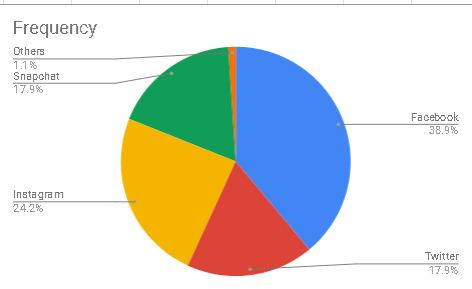 Frequency
Others
1.1%
Snapchat
17.9%
Facebook
38.9%
Instagram
24.2%
Twitter
17.9%